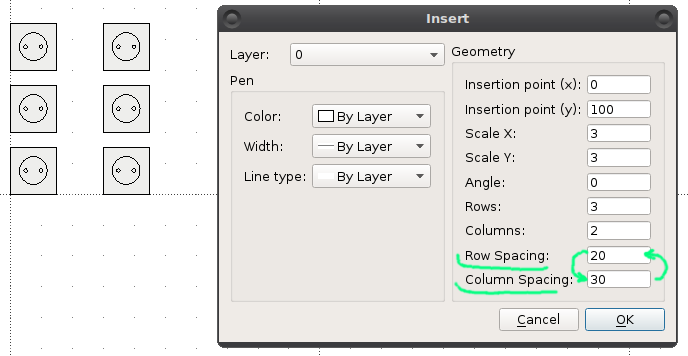 Insert
Layer: 0
Pen
Color: By Layer
Width: By Layer
Line type: By Layer
Geometry
Insertion point (x): 0
Insertion point (y): 100
Scale X: 3
Scale Y: 3
Angle: 0
Rows: 3
Columns: 2
Row Spacing: 20
Column Spacing: 30
Cancel OK